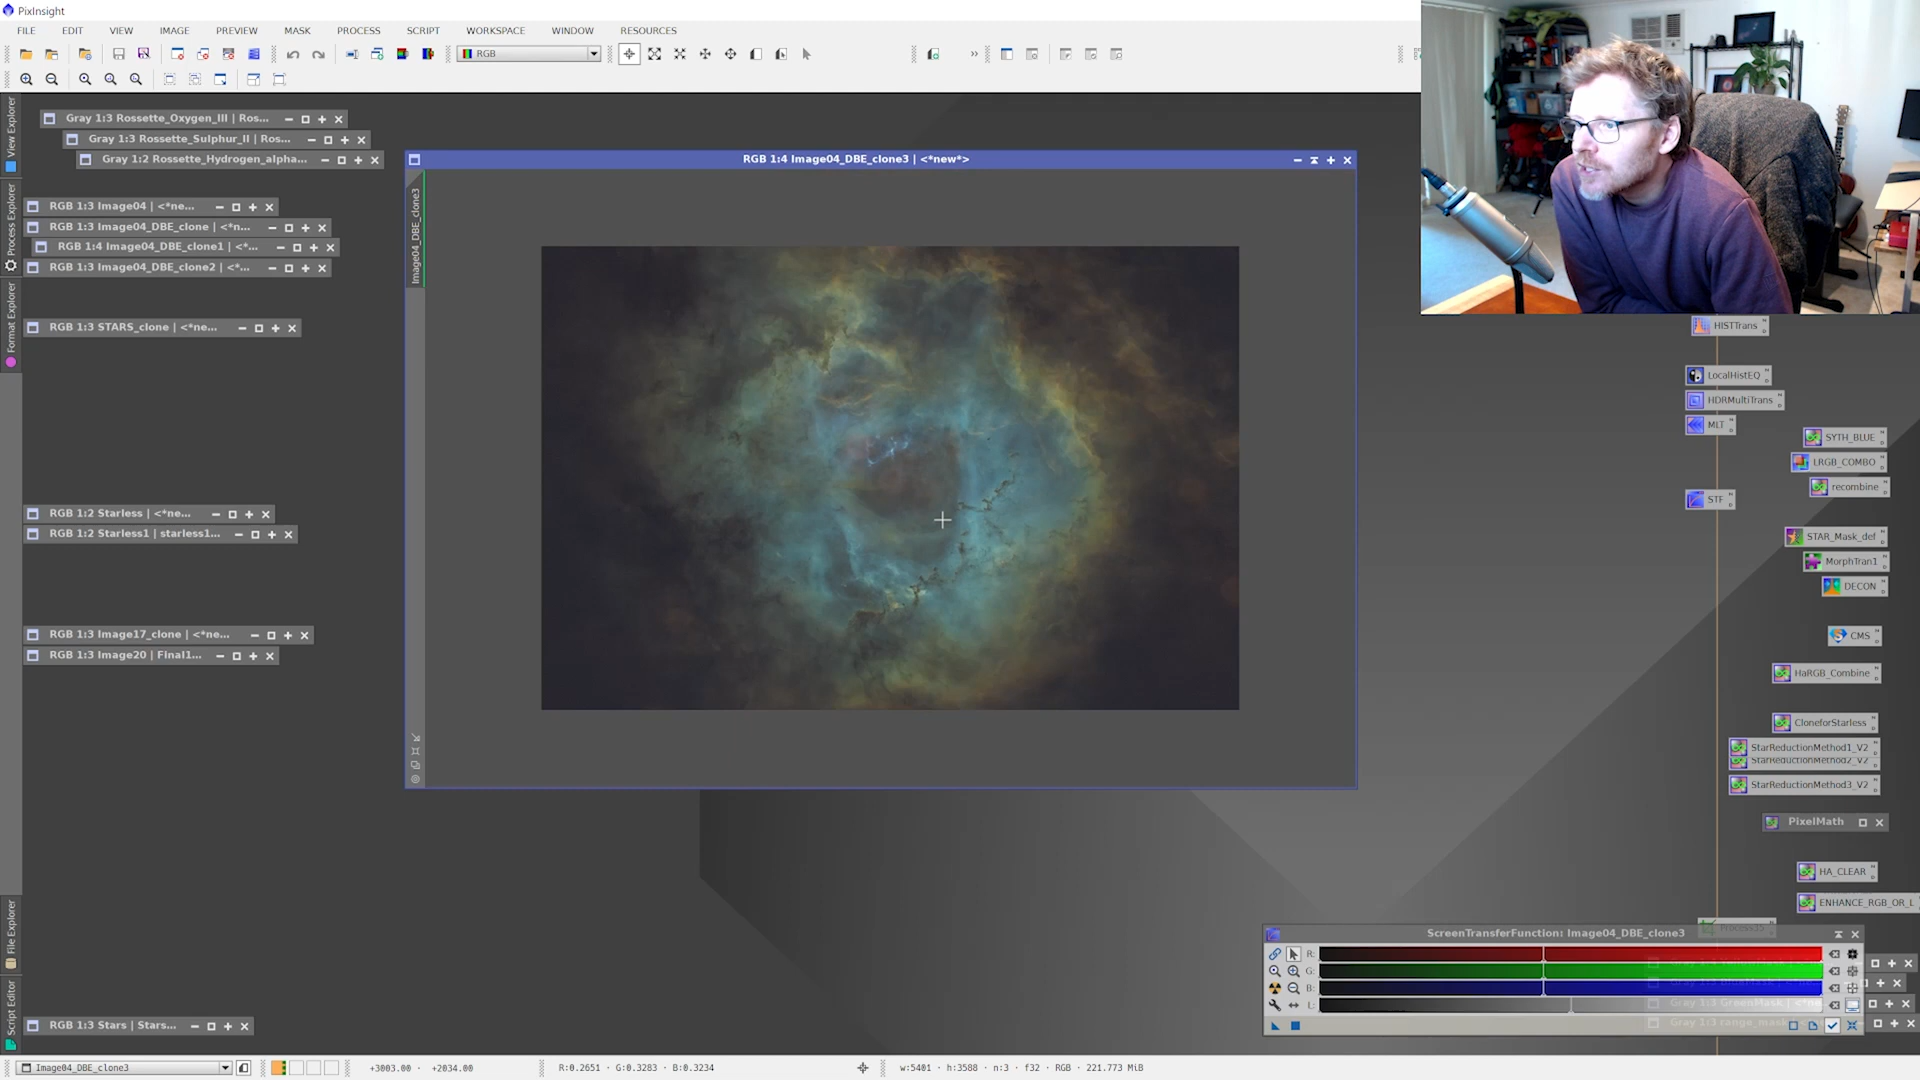 PixInsight
FILE EDIT VIEW IMAGE PREVIEW MASK PROCESS SCRIPT WORKSPACE WINDOW RESOURCES
RGB
View Explorer
Process Explorer
Format Explorer
File Explorer
Script Editor
Gray 1:3 Rossette_Oxygen_III | Ros...
Gray 1:3 Rossette_Sulphur_II | Ros...
Gray 1:2 Rossette_Hydrogen_alpha...
RGB 1:3 Image04 | <*ne...
RGB 1:3 Image04_DBE_clone | <*n...
RGB 1:4 Image04_DBE_clone1 | <*...
RGB 1:3 Image04_DBE_clone2 | <*...
RGB 1:3 STARS_clone | <*ne...
RGB 1:2 Starless | <*ne...
RGB 1:2 Starless1 | starless1...
RGB 1:3 Image17_clone | <*ne...
RGB 1:3 Image20 | Final1...
RGB 1:3 Stars | Stars...
RGB 1:4 Image04_DBE_clone3 | <*new*>
Image04_DBE_clone3
HISTTrans
LocalHistEQ
HDRMultiTrans
MLT
SYTH_BLUE
LRGB_COMBO
recombine
STF
STAR_Mask_def
MorphTran1
DECON
CMS
HaRGB_Combine
CloneforStarless
StarReductionMethod1_V2
StarReductionMethod2_V2
StarReductionMethod3_V2
PixelMath
HA_CLEAR
ENHANCE_RGB_OR_L
Process35
ScreenTransferFunction: Image04_DBE_clone3
R:
G:
B:
L:
Image04_DBE_clone3
+3003.00 · +2034.00
R:0.2651 · G:0.3283 · B:0.3234
w:5401 · h:3588 · n:3 · f32 · RGB · 221.773 MiB